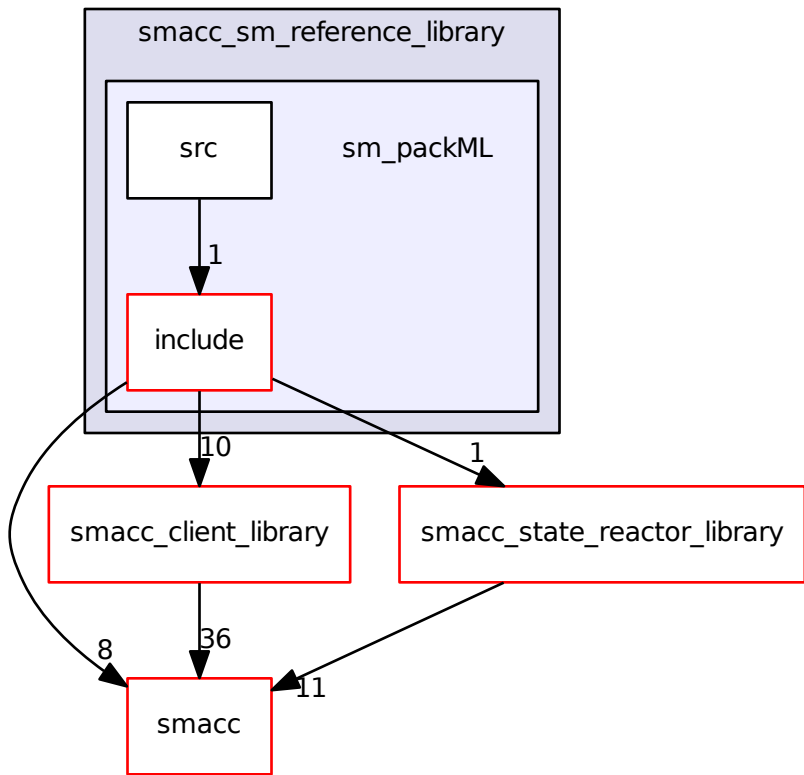 smacc_sm_reference_library
src
sm_packML
1
include
10
1
smacc_client_library
smacc_state_reactor_library
8
36
11
smacc